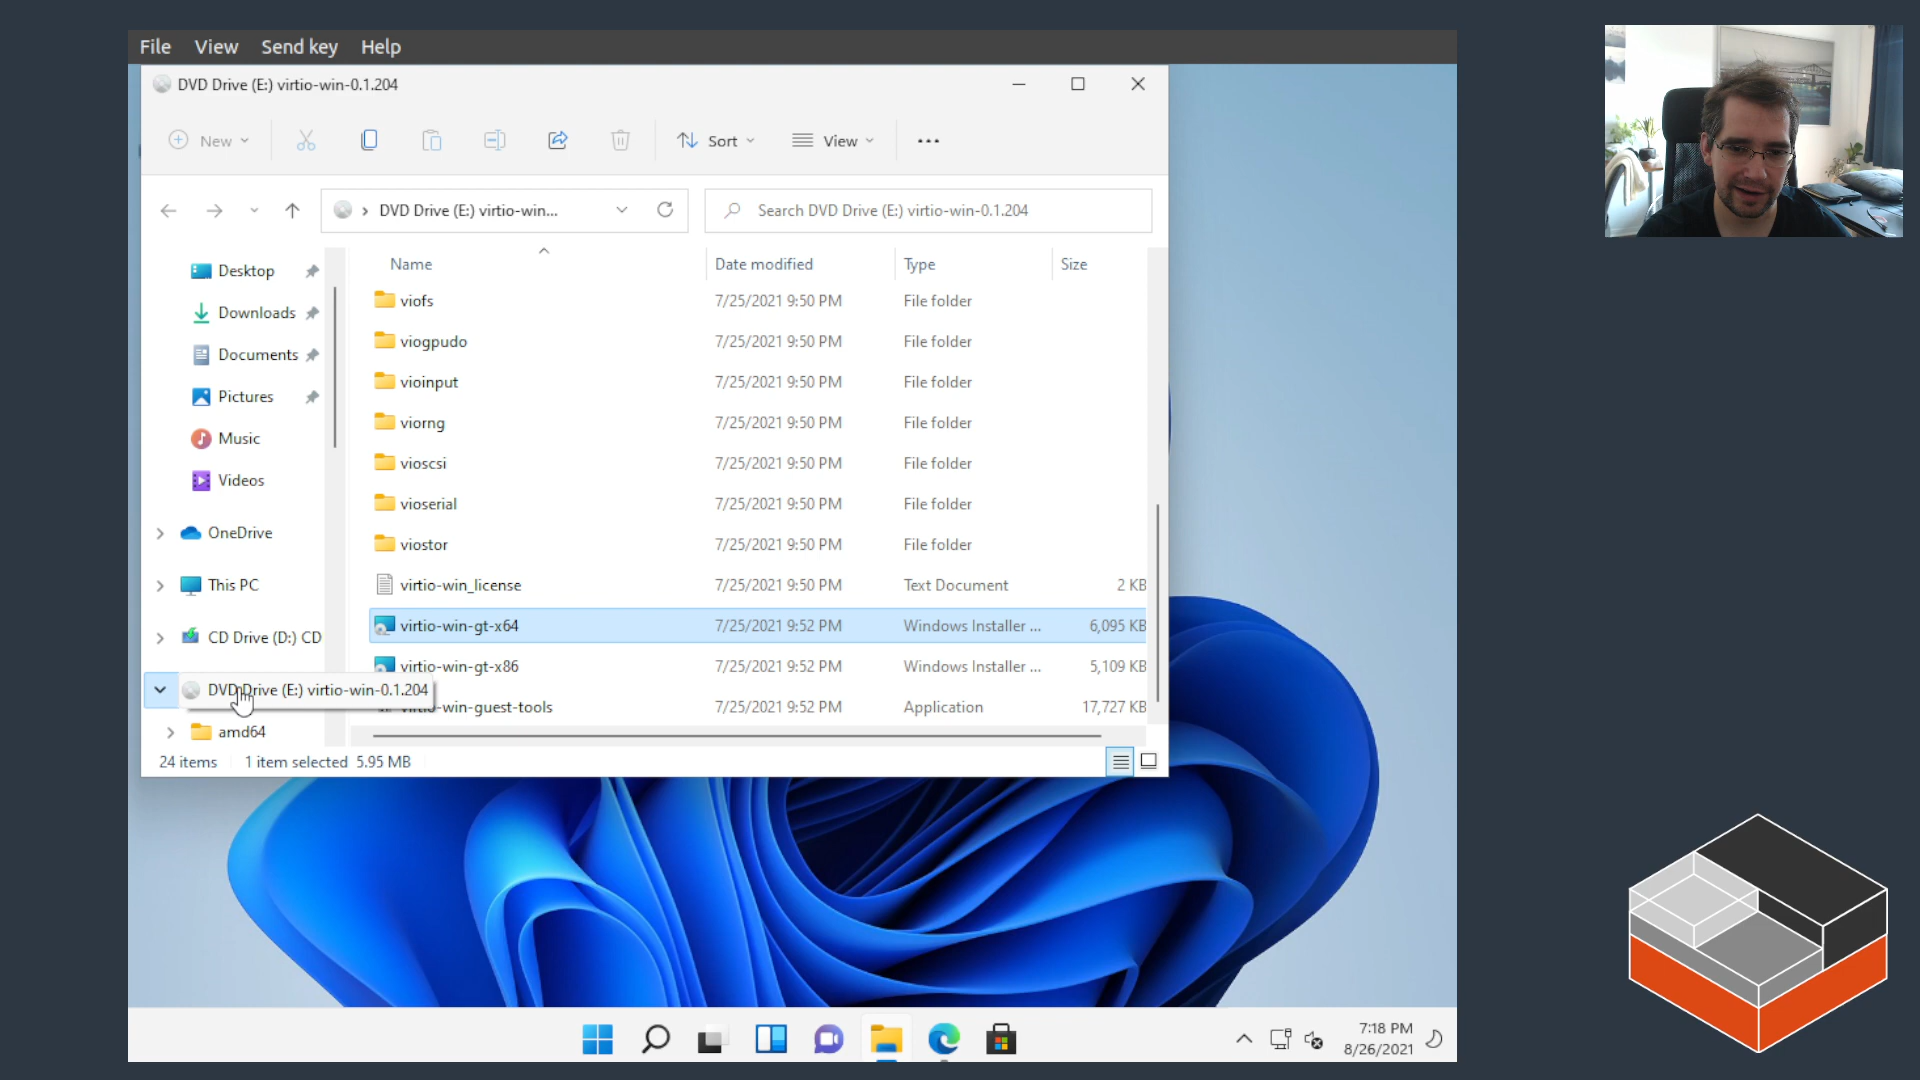 File View Send key Help
DVD Drive (E:) virtio-win-0.1.204
New Sort View
DVD Drive (E:) virtio-win... Search DVD Drive (E:) virtio-win-0.1.204
Name Date modified Type Size
Desktop
Downloads
Documents
Pictures
Music
Videos
OneDrive
This PC
CD Drive (D:) CD
DVD Drive (E:) virtio-win-0.1.204
amd64
viofs 7/25/2021 9:50 PM File folder
viogpudo 7/25/2021 9:50 PM File folder
vioinput 7/25/2021 9:50 PM File folder
viorng 7/25/2021 9:50 PM File folder
vioscsi 7/25/2021 9:50 PM File folder
vioserial 7/25/2021 9:50 PM File folder
viostor 7/25/2021 9:50 PM File folder
virtio-win_license 7/25/2021 9:50 PM Text Document 2 KB
virtio-win-gt-x64 7/25/2021 9:52 PM Windows Installer ... 6,095 KB
virtio-win-gt-x86 7/25/2021 9:52 PM Windows Installer ... 5,109 KB
virtio-win-guest-tools 7/25/2021 9:52 PM Application 17,727 KB
24 items 1 item selected 5.95 MB
7:18 PM
8/26/2021